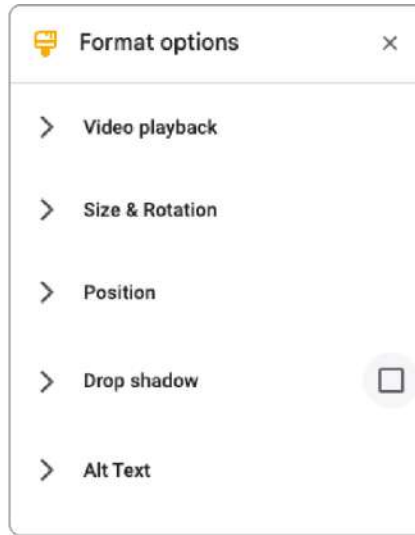 Format options
Video playback
Size & Rotation
Position
Drop shadow
Alt Text